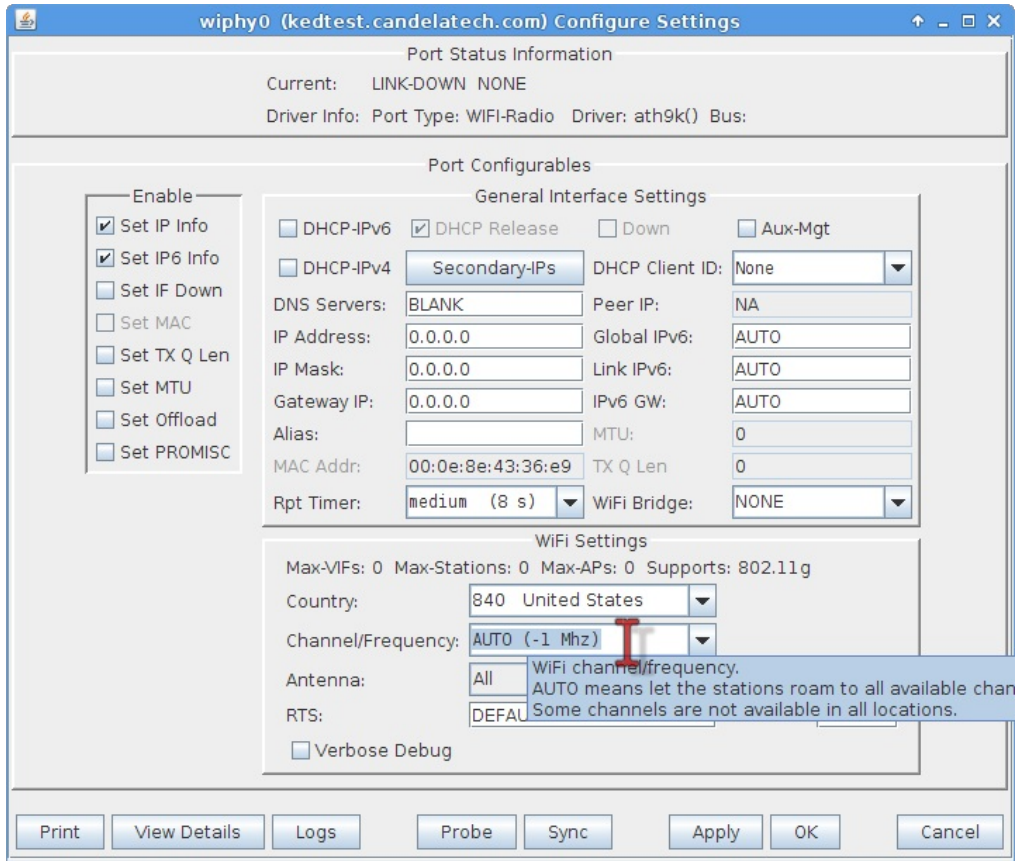 wiphy0 (kedtest.candelatech.com) Configure Settings
Port Status Information
Current: LINK-DOWN NONE
Driver Info: Port Type: WIFI-Radio Driver: ath9k() Bus:
Port Configurables
Enable
Set IP Info
Set IP6 Info
Set IF Down
Set MAC
Set TX Q Len
Set MTU
Set Offload
Set PROMISC
General Interface Settings
DHCP-IPv6 DHCP Release Down Aux-Mgt
DHCP-IPv4 Secondary-IPs DHCP Client ID: None
DNS Servers: BLANK Peer IP: NA
IP Address: 0.0.0.0 Global IPv6: AUTO
IP Mask: 0.0.0.0 Link IPv6: AUTO
Gateway IP: 0.0.0.0 IPv6 GW: AUTO
Alias: MTU: 0
MAC Addr: 00:0e:8e:43:36:e9 TX Q Len 0
Rpt Timer: medium (8 s) WiFi Bridge: NONE
WiFi Settings
Max-VIFs: 0 Max-Stations: 0 Max-APs: 0 Supports: 802.11g
Country: 840 United States
Channel/Frequency: AUTO (-1 Mhz)
WiFi channel/frequency.
Antenna: All AUTO means let the stations roam to all available chan
RTS: DEFAU Some channels are not available in all locations.
Verbose Debug
Print View Details Logs Probe Sync Apply OK Cancel